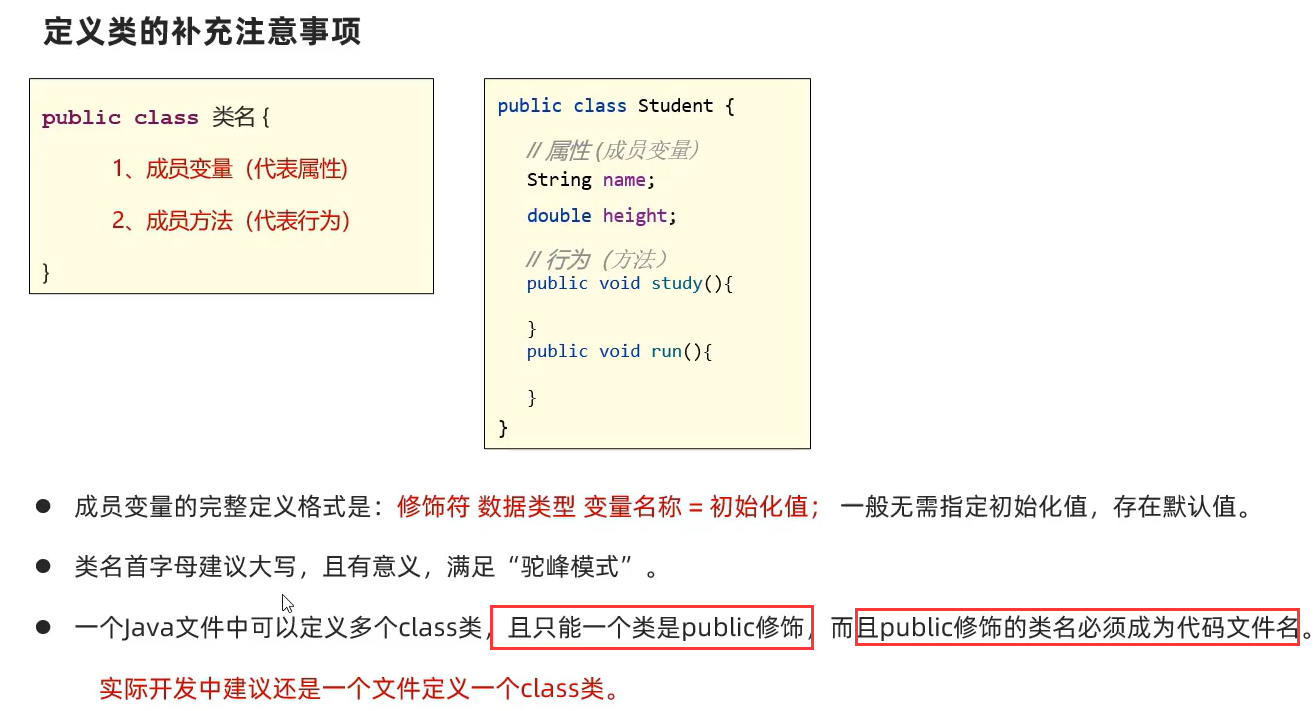 定义类的补充注意事项
public class 类名 {
1、成员变量（代表属性)
2、成员方法（代表行为）
}
public class Student {
// 属性 (成员变量）
String name;
double height;
// 行为（方法）
public void study(){
}
public void run(){
}
}
● 成员变量的完整定义格式是：修饰符 数据类型 变量名称 = 初始化值； 一般无需指定初始化值，存在默认值。
● 类名首字母建议大写，且有意义，满足“驼峰模式”。
● 一个Java文件中可以定义多个class类，且只能一个类是public修饰，而且public修饰的类名必须成为代码文件名。
实际开发中建议还是一个文件定义一个class类。